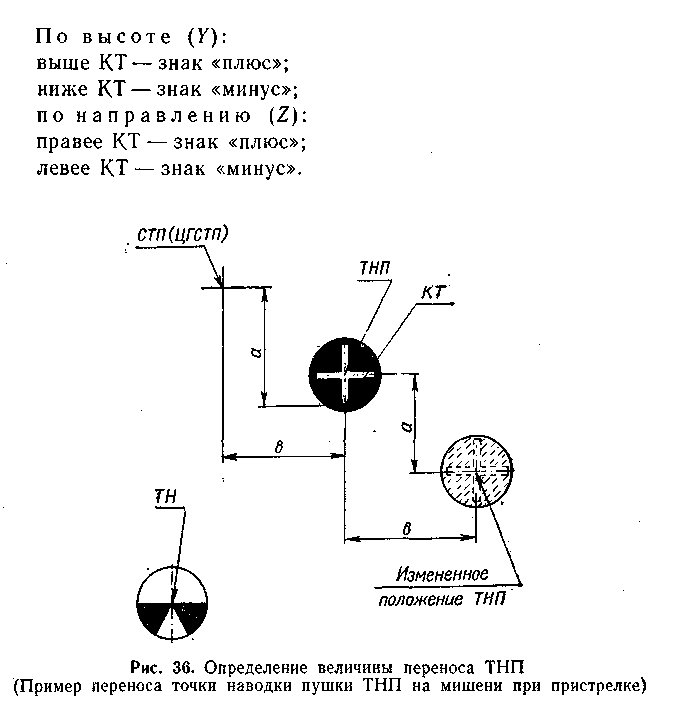 По высоте (Y):
выше КТ — знак «плюс»;
ниже КТ — знак «минус»;
по направлению (Z):
правее КТ — знак «плюс»;
левее КТ — знак «минус».
СТП(ЦГСТП)
ТНП
КТ
а
а
в
ТН
в
Измененное
положение ТНП
Рис. 36. Определение величины переноса ТНП
(Пример переноса точки наводки пушки ТНП на мишени при пристрелке)